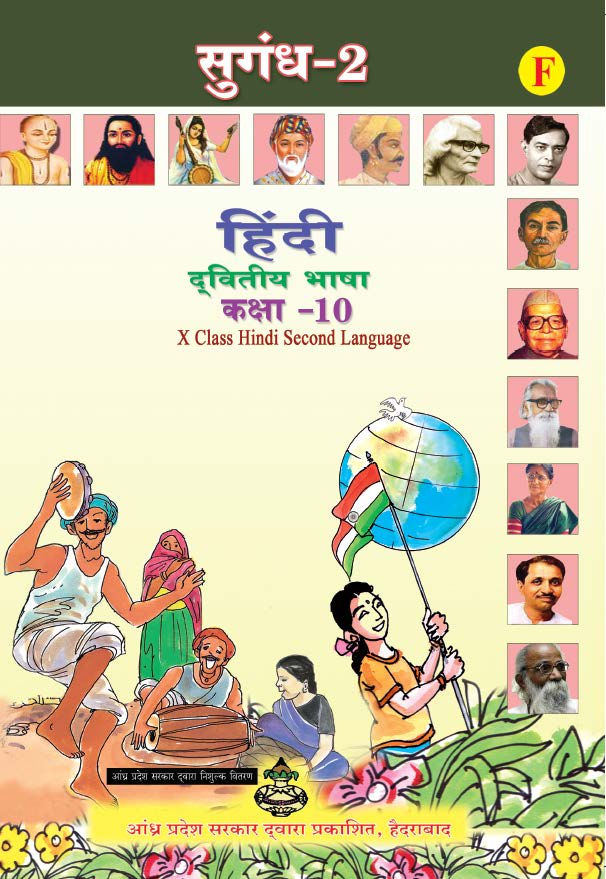 सुगंध-2
F
हिंदी
द्वितीय भाषा
कक्षा -10
X Class Hindi Second Language
आंध्र प्रदेश सरकार द्वारा निशुल्क वितरण
आंध्र प्रदेश सरकार द्वारा प्रकाशित, हैदराबाद